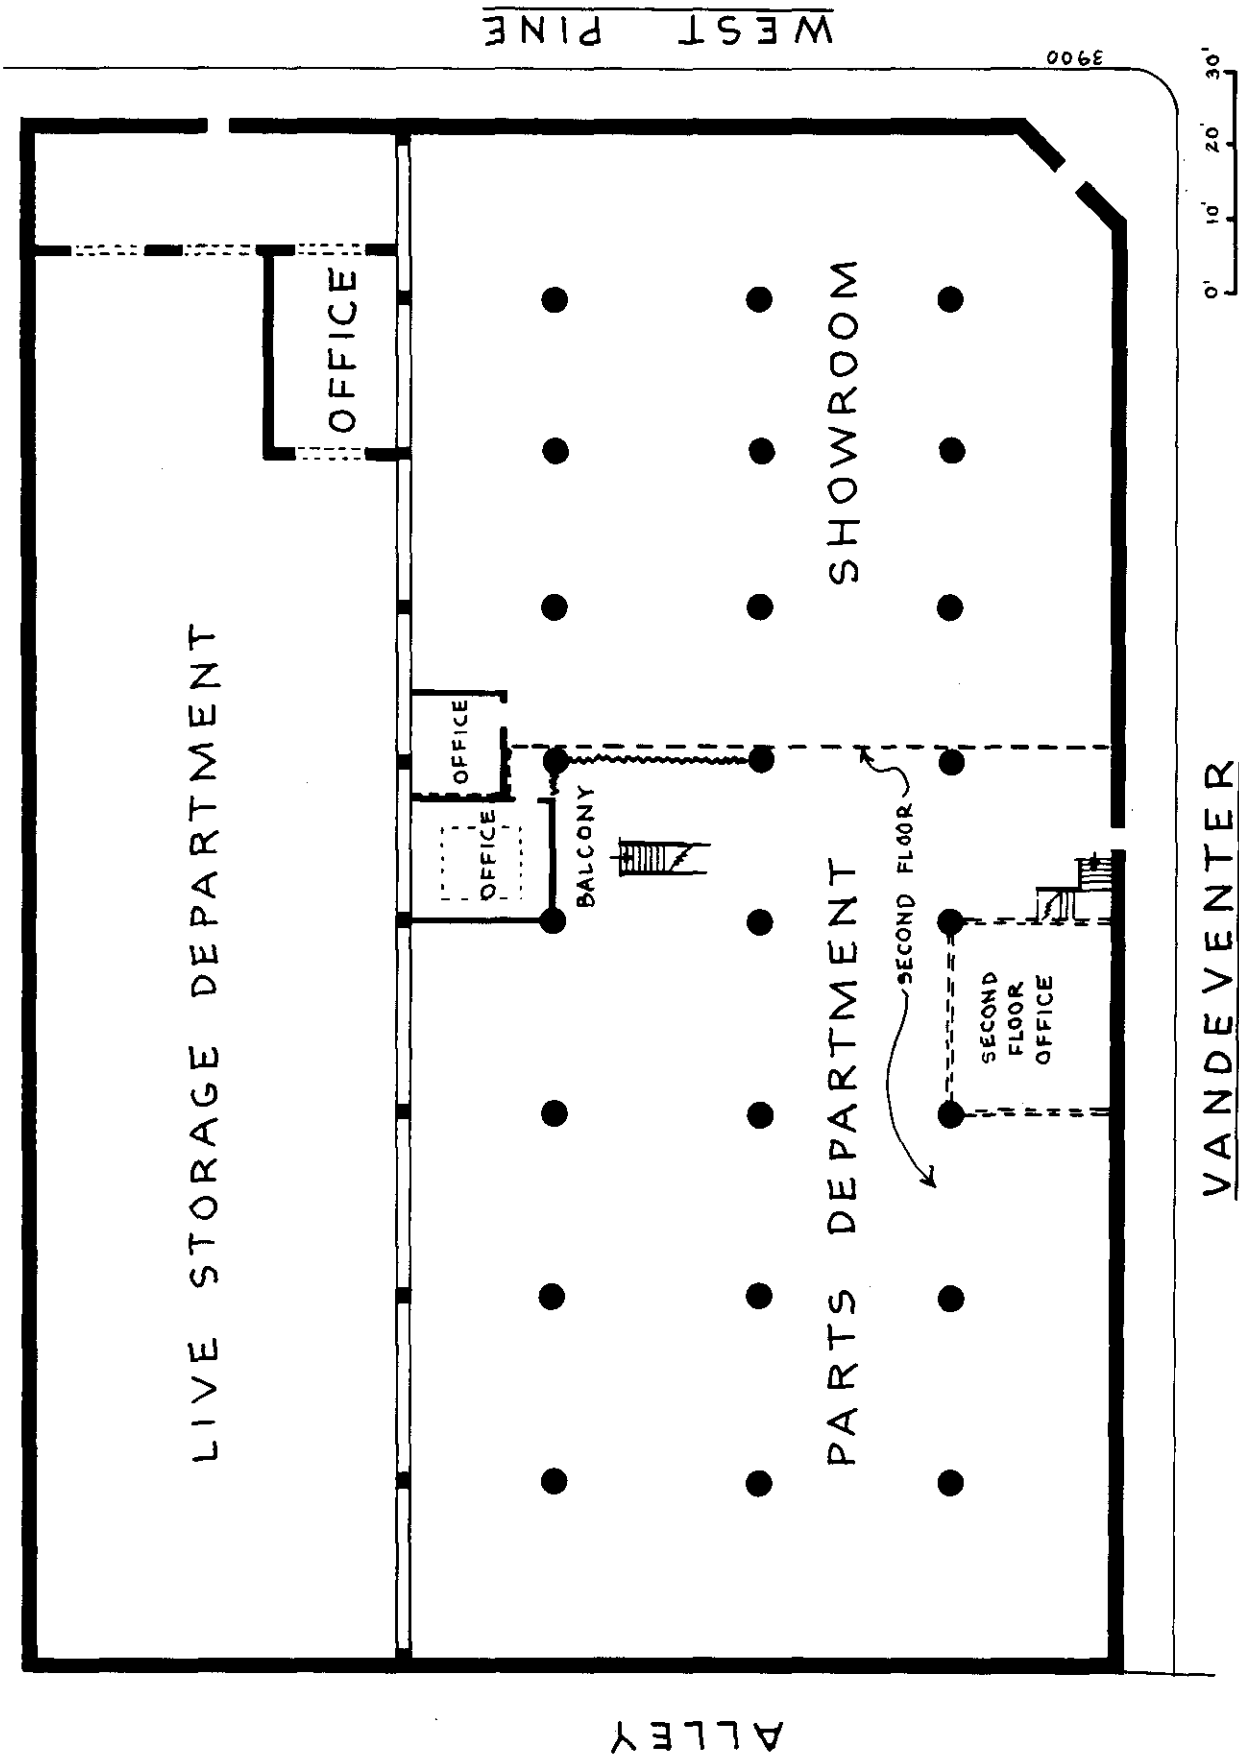 WEST PINE
3900
0' 10' 20' 30'
LIVE STORAGE DEPARTMENT
OFFICE
SHOWROOM
OFFICE
OFFICE
BALCONY
SECOND FLOOR
PARTS DEPARTMENT
SECOND
FLOOR
OFFICE
VANDEVENTER
ALLEY